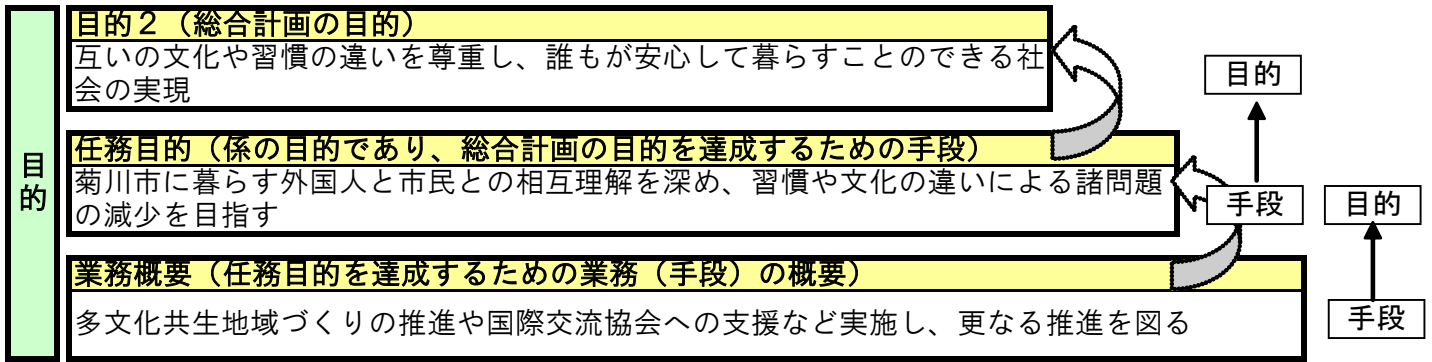 目的
目的２（総合計画の目的）
互いの文化や習慣の違いを尊重し、誰もが安心して暮らすことのできる社
会の実現
任務目的（係の目的であり、総合計画の目的を達成するための手段）
菊川市に暮らす外国人と市民との相互理解を深め、習慣や文化の違いによる諸問題
の減少を目指す
業務概要（任務目的を達成するための業務（手段）の概要）
多文化共生地域づくりの推進や国際交流協会への支援など実施し、更なる推進を図る
目的
手段
目的
手段